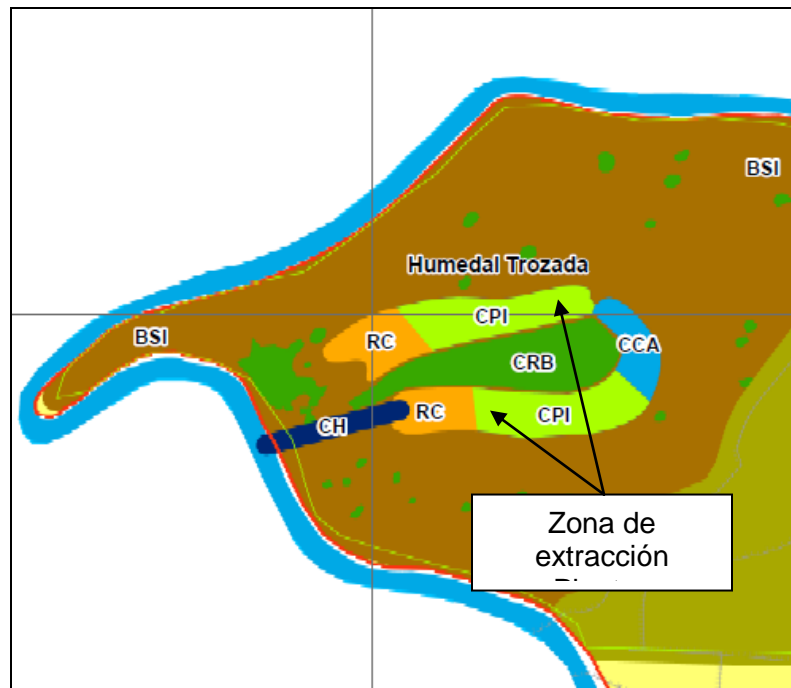 BSI
Humedal Trozada
CPI
RC
CCA
BSI
CRB
RC
CPI
CH
Zona de
extracción